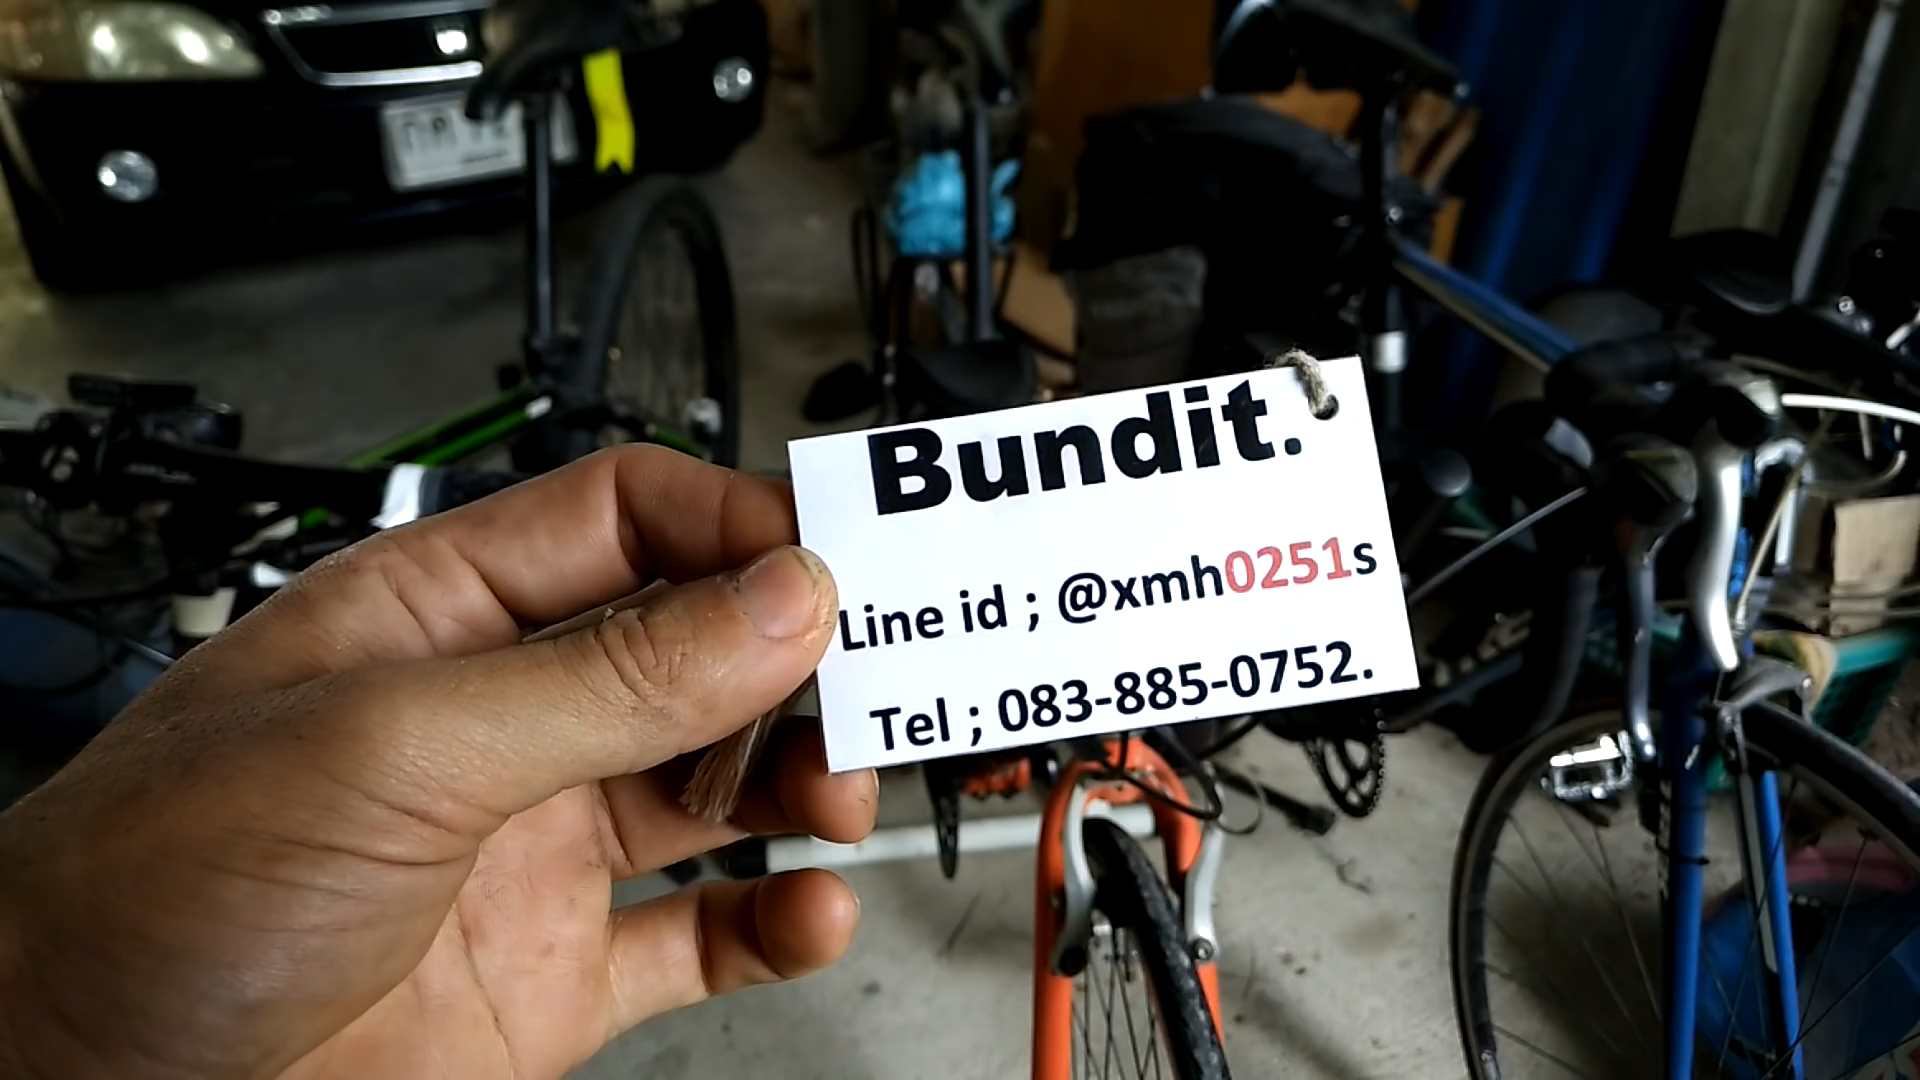 Bundit.
Line id ; @xmh0251s
Tel ; 083-885-0752.